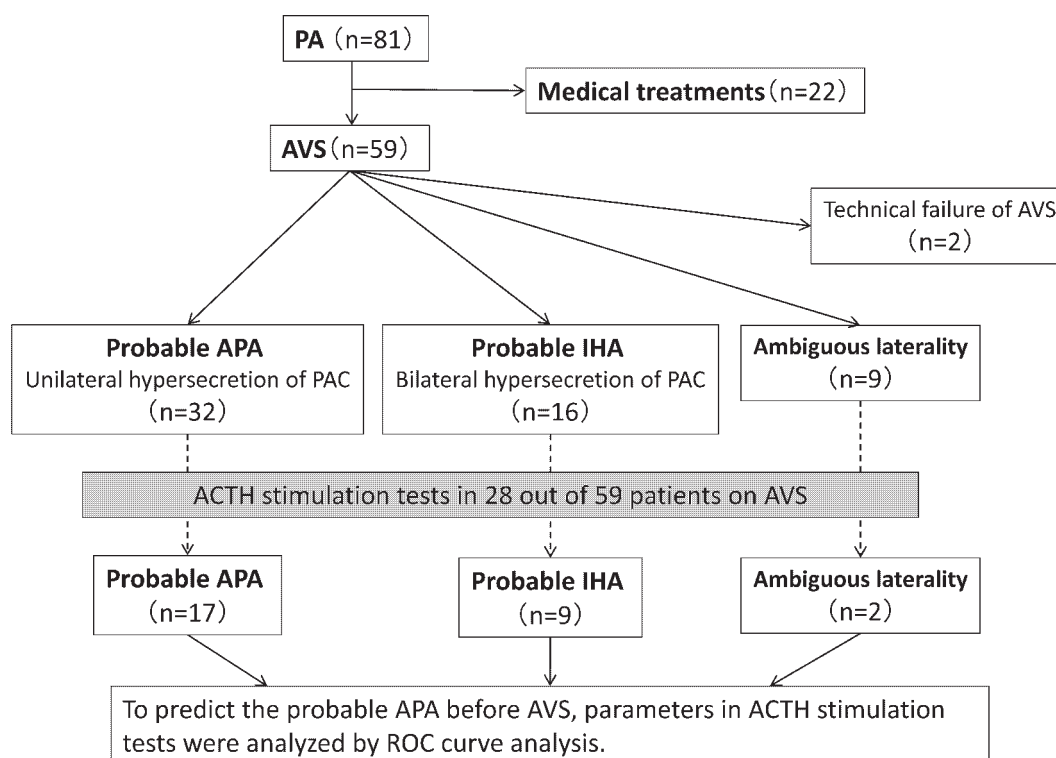 PA（n=81）
Medical treatments（n=22）
AVS（n=59）
Technical failure of AVS
（n=2）
Probable APA
Unilateral hypersecretion of PAC
（n=32）
Probable IHA
Bilateral hypersecretion of PAC
（n=16）
Ambiguous laterality
（n=9）
ACTH stimulation tests in 28 out of 59 patients on AVS
Probable APA
（n=17）
Probable IHA
（n=9）
Ambiguous laterality
（n=2）
To predict the probable APA before AVS, parameters in ACTH stimulation
tests were analyzed by ROC curve analysis.